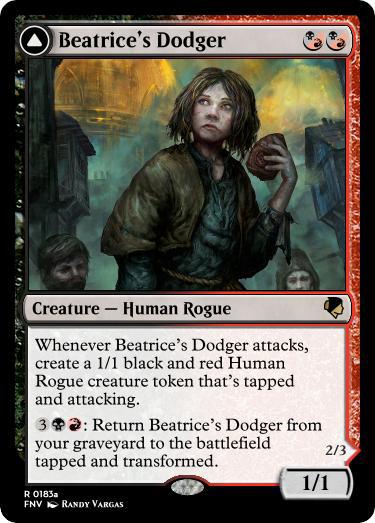 Beatrice's Dodger
Creature — Human Rogue
Whenever Beatrice's Dodger attacks,
create a 1/1 black and red Human
Rogue creature token that's tapped
and attacking.
3: Return Beatrice's Dodger from
your graveyard to the battlefield
tapped and transformed.
2/3
1/1
R 0183a
FNV Randy Vargas